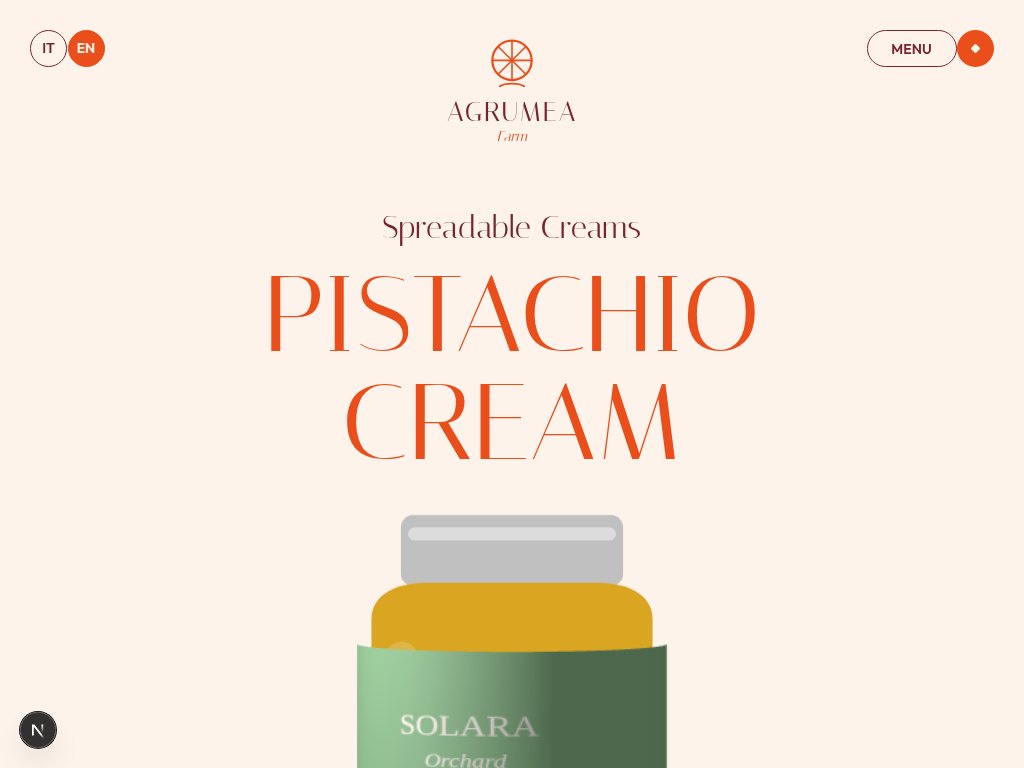 IT
EN
MENU
AGRUMEA
Farm
Spreadable Creams
PISTACHIO
CREAM
SOLARA
Orchard
N